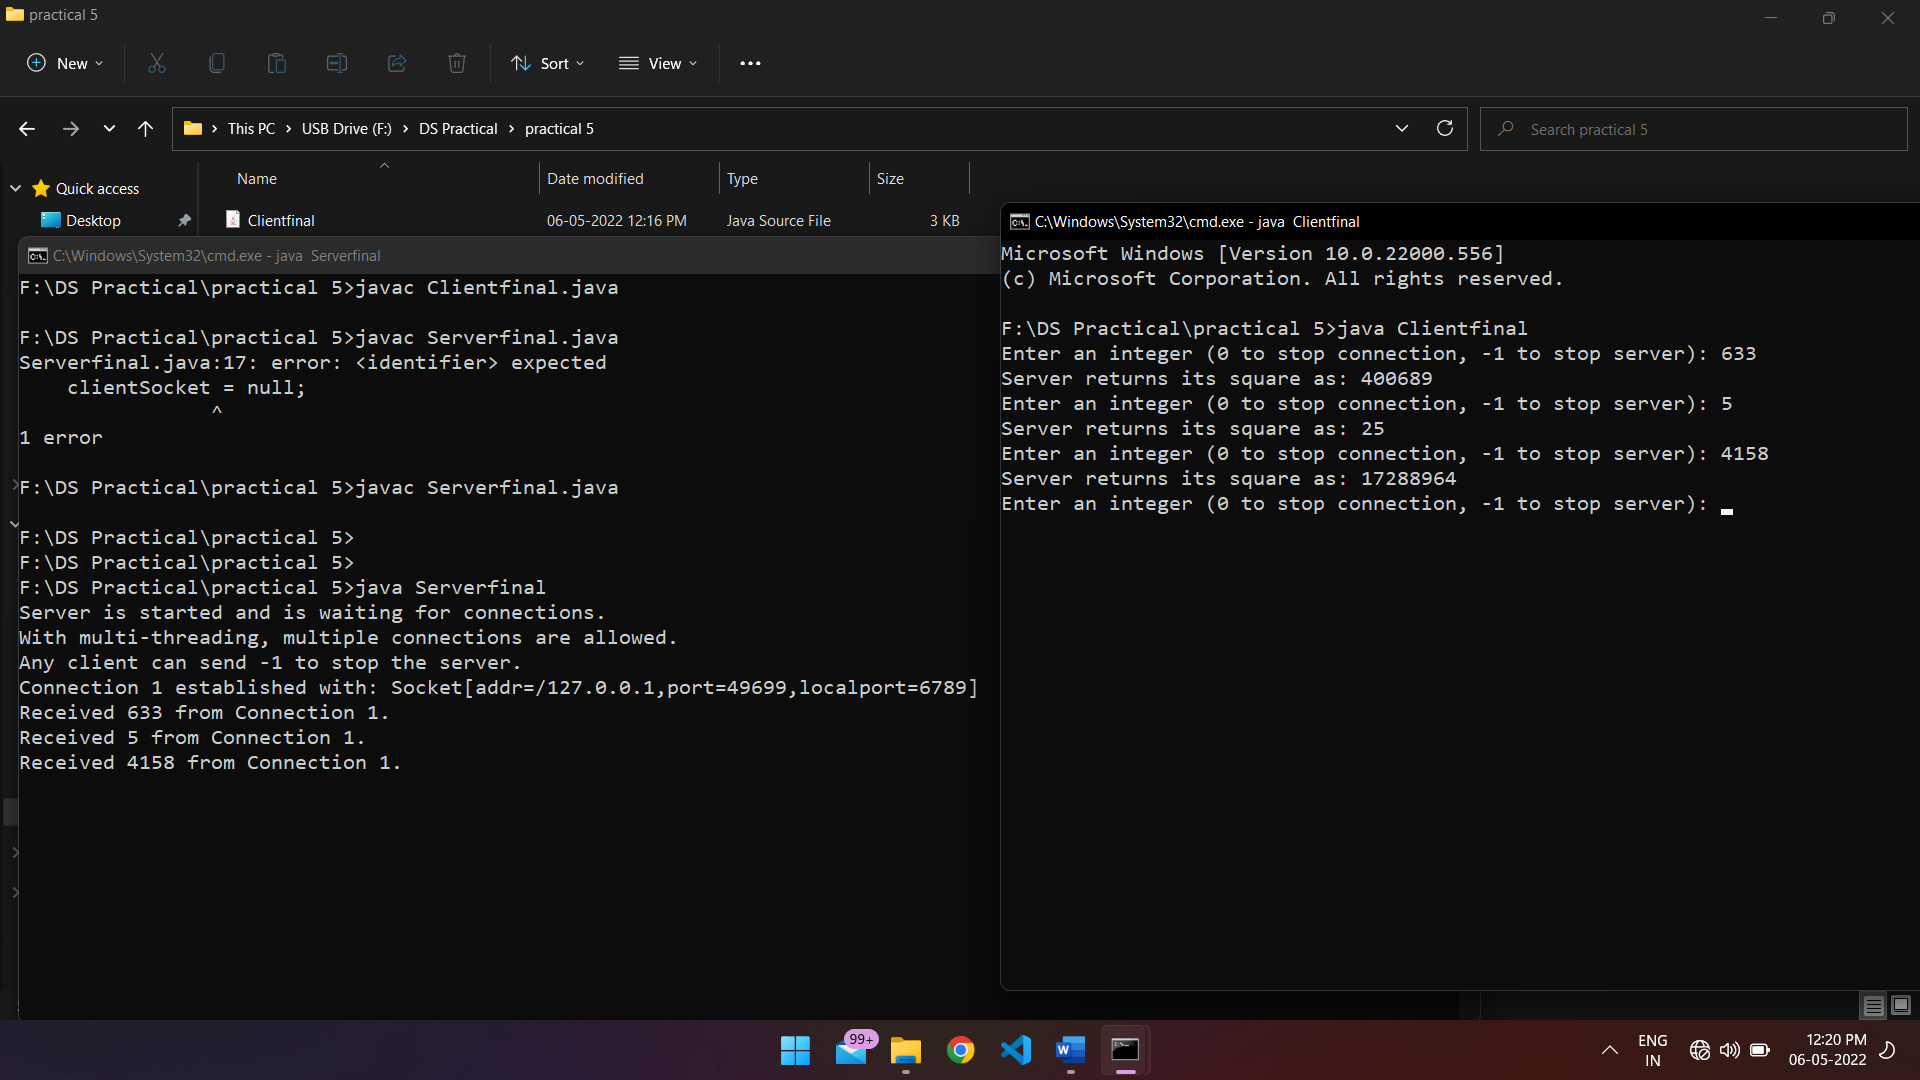 practical 5
New
Sort
View
This PC > USB Drive (F:) > DS Practical > practical 5
Search practical 5
Quick access
Desktop
Name Date modified Type Size
Clientfinal 06-05-2022 12:16 PM Java Source File 3 KB
C:\Windows\System32\cmd.exe - java  Serverfinal
F:\DS Practical\practical 5>javac Clientfinal.java
F:\DS Practical\practical 5>javac Serverfinal.java
Serverfinal.java:17: error: <identifier> expected
    clientSocket = null;
                ^
1 error
F:\DS Practical\practical 5>javac Serverfinal.java
F:\DS Practical\practical 5>
F:\DS Practical\practical 5>
F:\DS Practical\practical 5>java Serverfinal
Server is started and is waiting for connections.
With multi-threading, multiple connections are allowed.
Any client can send -1 to stop the server.
Connection 1 established with: Socket[addr=/127.0.0.1,port=49699,localport=6789]
Received 633 from Connection 1.
Received 5 from Connection 1.
Received 4158 from Connection 1.
C:\Windows\System32\cmd.exe - java  Clientfinal
Microsoft Windows [Version 10.0.22000.556]
(c) Microsoft Corporation. All rights reserved.
F:\DS Practical\practical 5>java Clientfinal
Enter an integer (0 to stop connection, -1 to stop server): 633
Server returns its square as: 400689
Enter an integer (0 to stop connection, -1 to stop server): 5
Server returns its square as: 25
Enter an integer (0 to stop connection, -1 to stop server): 4158
Server returns its square as: 17288964
Enter an integer (0 to stop connection, -1 to stop server):
99+
ENG
IN
12:20 PM
06-05-2022